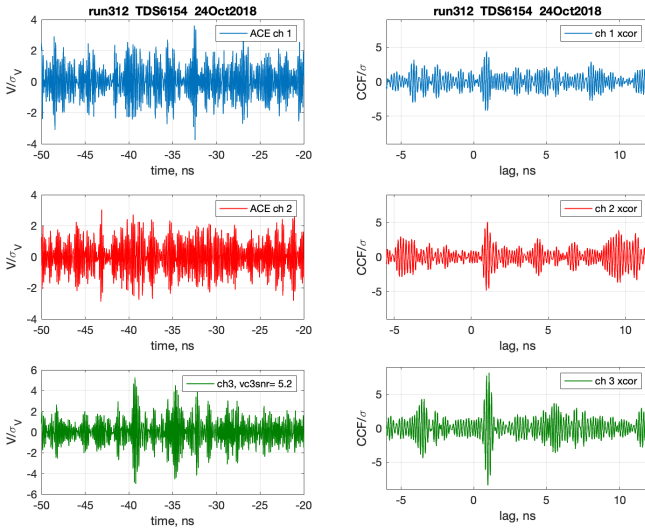 run312 TDS6154 24Oct2018
ACE ch 1
V/σV
4
2
0
-2
-4
-50 -45 -40 -35 -30 -25 -20
time, ns
run312 TDS6154 24Oct2018
ch 1 xcor
CCF/σ
5
0
-5
-5 0 5 10
lag, ns
ACE ch 2
V/σV
4
2
0
-2
-4
-50 -45 -40 -35 -30 -25 -20
time, ns
ch 2 xcor
CCF/σ
5
0
-5
-5 0 5 10
lag, ns
ch3, vc3snr= 5.2
V/σV
6
4
2
0
-2
-4
-6
-50 -45 -40 -35 -30 -25 -20
time, ns
ch 3 xcor
CCF/σ
5
0
-5
-5 0 5 10
lag, ns